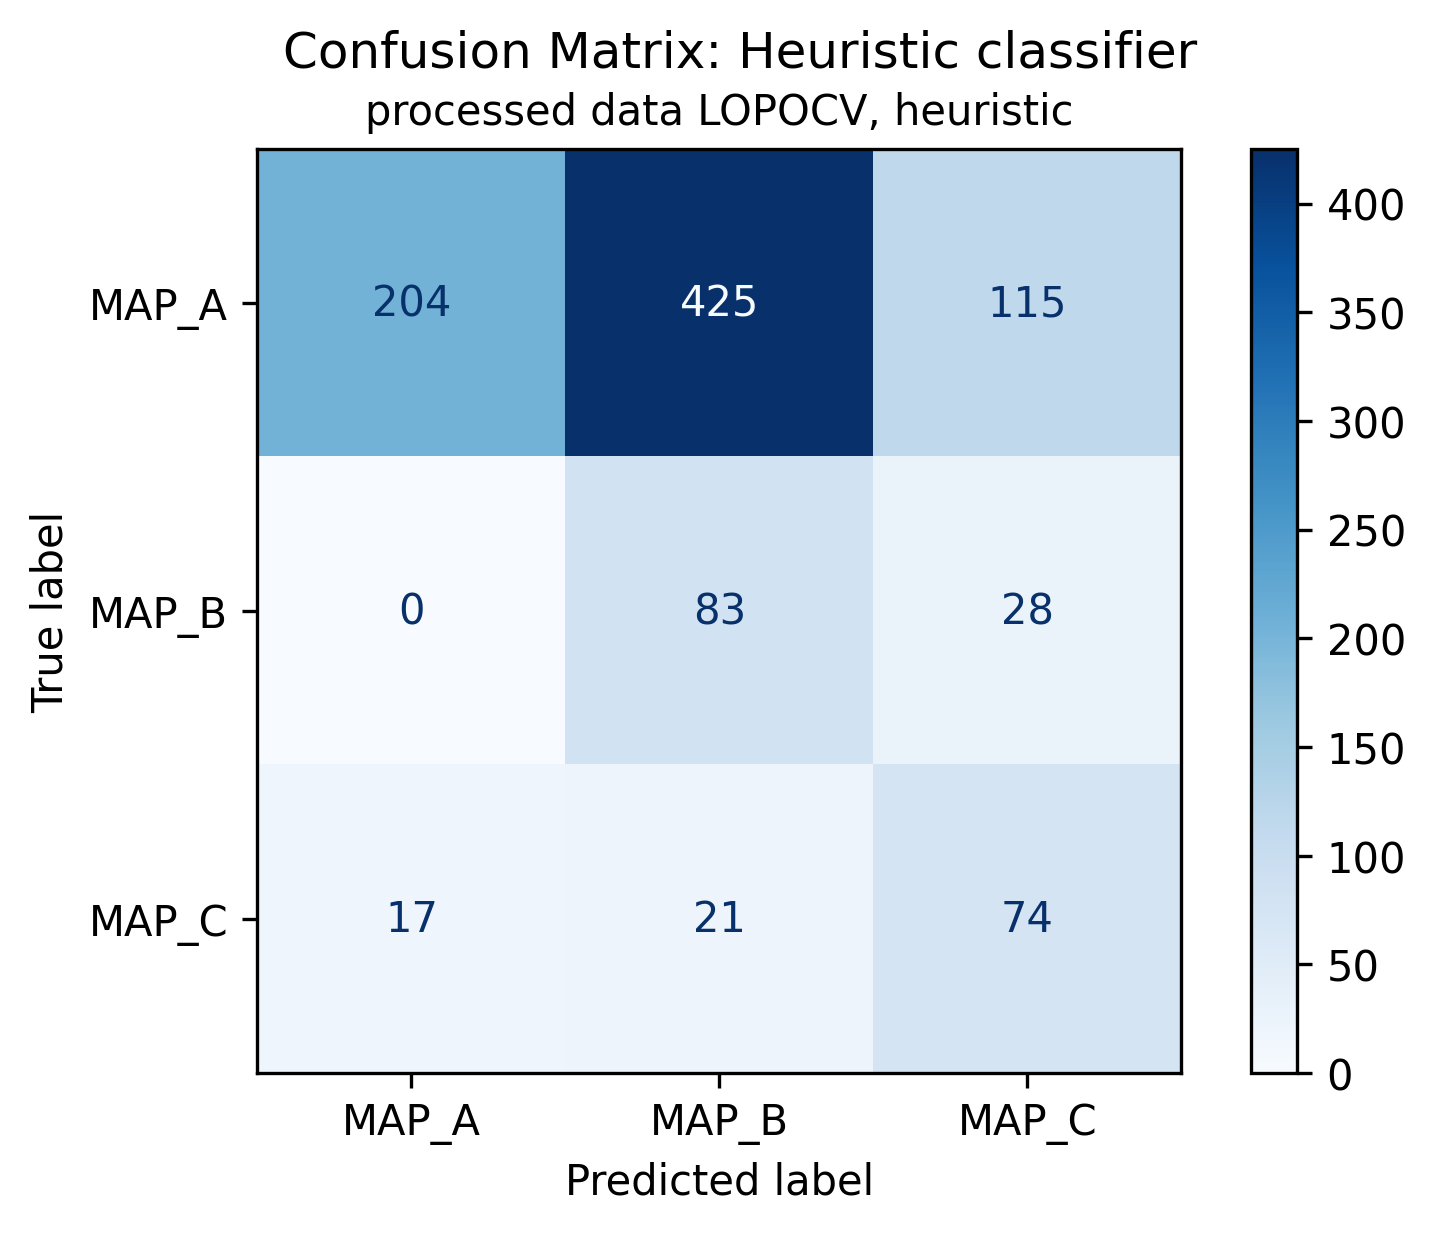 Confusion Matrix: Heuristic classifier
processed data LOPOCV, heuristic
True label
MAP_A
204
425
115
MAP_B
0
83
28
MAP_C
17
21
74
MAP_A
MAP_B
MAP_C
Predicted label
400
350
300
250
200
150
100
50
0